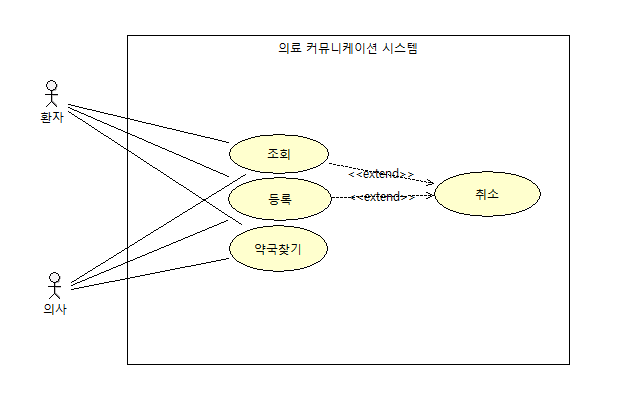 의료 커뮤니케이션 시스템
환자
조회
<<extend>>
취소
등록
<<extend>>
약국찾기
의사